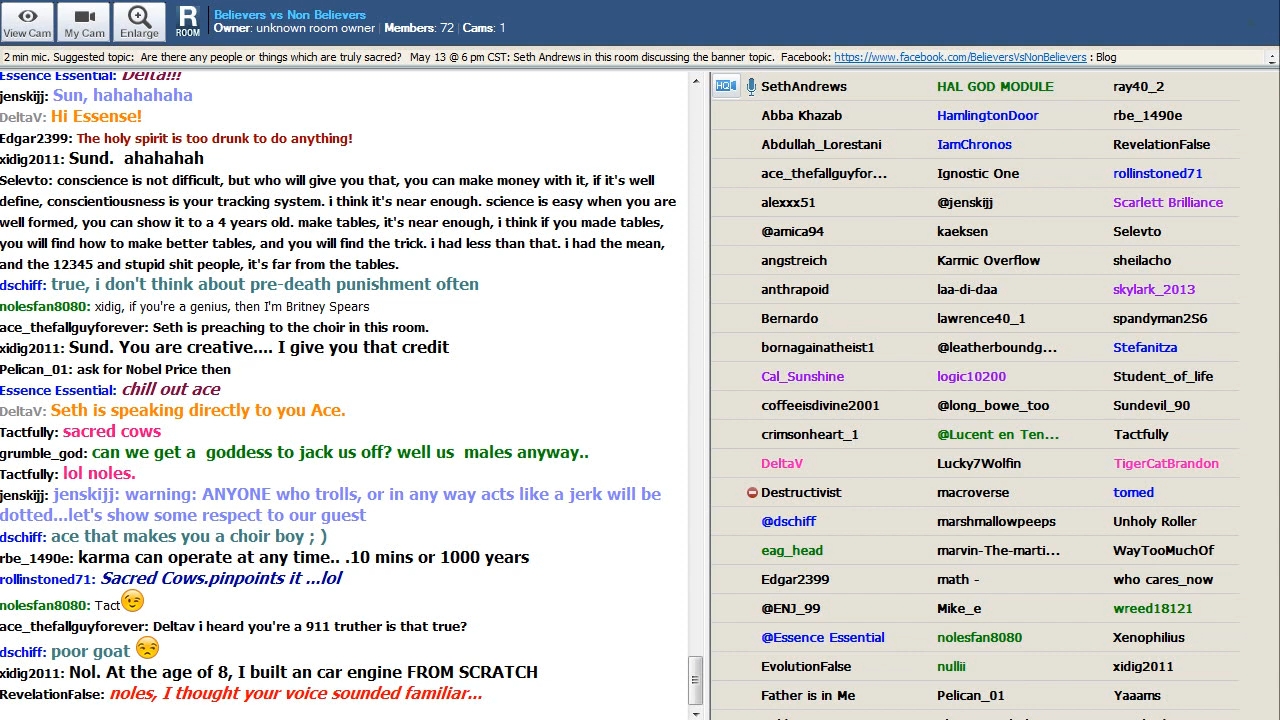 View Cam
My Cam
Enlarge
R
ROOM
Believers vs Non Believers
Owner: unknown room owner | Members: 72 | Cams: 1
2 min mic. Suggested topic: Are there any people or things which are truly sacred? May 13 @ 6 pm CST: Seth Andrews in this room discussing the banner topic. Facebook: https://www.facebook.com/BelieversVsNonBelievers : Blog
Essence Essential: Delta!!!
jenskijj: Sun, hahahahaha
DeltaV: Hi Essense!
Edgar2399: The holy spirit is too drunk to do anything!
xidig2011: Sund. ahahahah
Selevto: conscience is not difficult, but who will give you that, you can make money with it, if it's well
define, conscientiousness is your tracking system. i think it's near enough. science is easy when you are
well formed, you can show it to a 4 years old. make tables, it's near enough, i think if you made tables,
you will find how to make better tables, and you will find the trick. i had less than that. i had the mean,
and the 12345 and stupid shit people, it's far from the tables.
dschiff: true, i don't think about pre-death punishment often
nolesfan8080: xidig, if you're a genius, then I'm Britney Spears
ace_thefallguyforever: Seth is preaching to the choir in this room.
xidig2011: Sund. You are creative.... I give you that credit
Pelican_01: ask for Nobel Price then
Essence Essential: chill out ace
DeltaV: Seth is speaking directly to you Ace.
Tactfully: sacred cows
grumble_god: can we get a goddess to jack us off? well us males anyway..
Tactfully: lol noles.
jenskijj: jenskijj: warning: ANYONE who trolls, or in any way acts like a jerk will be
dotted...let's show some respect to our guest
dschiff: ace that makes you a choir boy ; )
rbe_1490e: karma can operate at any time.. .10 mins or 1000 years
rollinstoned71: Sacred Cows.pinpoints it ...lol
nolesfan8080: Tact
ace_thefallguyforever: Deltav i heard you're a 911 truther is that true?
dschiff: poor goat
xidig2011: Nol. At the age of 8, I built an car engine FROM SCRATCH
RevelationFalse: noles, I thought your voice sounded familiar...
HQ
SethAndrews HAL GOD MODULE ray40_2
Abba Khazab HamlingtonDoor rbe_1490e
Abdullah_Lorestani IamChronos RevelationFalse
ace_thefallguyfor... Ignostic One rollinstoned71
alexxx51 @jenskijj Scarlett Brilliance
@amica94 kaeksen Selevto
angstreich Karmic Overflow sheilacho
anthrapoid laa-di-daa skylark_2013
Bernardo lawrence40_1 spandyman2S6
bornagainatheist1 @leatherboundg... Stefanitza
Cal_Sunshine logic10200 Student_of_life
coffeeisdivine2001 @long_bowe_too Sundevil_90
crimsonheart_1 @Lucent en Ten... Tactfully
DeltaV Lucky7Wolfin TigerCatBrandon
Destructivist macroverse tomed
@dschiff marshmallowpeeps Unholy Roller
eag_head marvin-The-marti... WayTooMuchOf
Edgar2399 math - who cares_now
@ENJ_99 Mike_e wreed18121
@Essence Essential nolesfan8080 Xenophilius
EvolutionFalse nullii xidig2011
Father is in Me Pelican_01 Yaaams